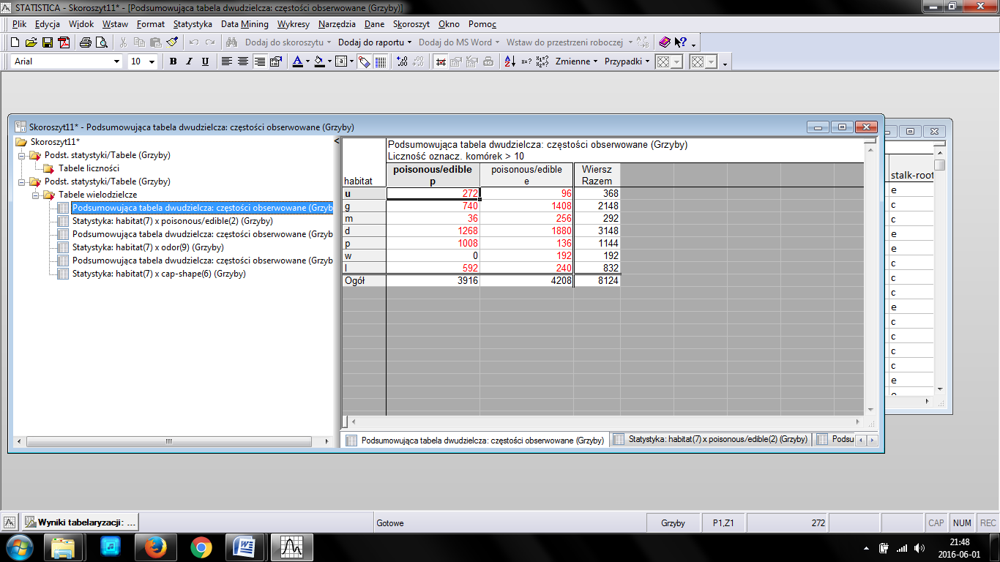 STATISTICA - Skoroszyt11* - [Podsumowująca tabela dwudzielcza: częstości obserwowane (Grzyby)]
Plik Edycja Widok Wstaw Format Statystyka Data Mining Wykresy Narzędzia Dane Skoroszyt Okno Pomoc
Dodaj do skoroszytu Dodaj do raportu Dodaj do MS Word Wstaw do przestrzeni roboczej
Arial 10 B I U Zmienne Przypadki
Skoroszyt11* - Podsumowująca tabela dwudzielcza: częstości obserwowane (Grzyby)
Skoroszyt11*
Podst. statystyki/Tabele (Grzyby)
Tabele liczności
Podst. statystyki/Tabele (Grzyby)
Tabele wielodzielcze
Podsumowująca tabela dwudzielcza: częstości obserwowane (Grzyb
Statystyka: habitat(7) x poisonous/edible(2) (Grzyby)
Podsumowująca tabela dwudzielcza: częstości obserwowane (Grzyb
Statystyka: habitat(7) x odor(9) (Grzyby)
Podsumowująca tabela dwudzielcza: częstości obserwowane (Grzyb
Statystyka: habitat(7) x cap-shape(6) (Grzyby)
Podsumowująca tabela dwudzielcza: częstości obserwowane (Grzyby)
Liczność oznacz. komórek > 10
habitat poisonous/edible p poisonous/edible e Wiersz Razem
u 272 96 368
g 740 1408 2148
m 36 256 292
d 1268 1880 3148
p 1008 136 1144
w 0 192 192
l 592 240 832
Ogół 3916 4208 8124
stalk-root
e
c
c
e
e
c
c
c
e
c
c
c
c
e
Podsumowująca tabela dwudzielcza: częstości obserwowane (Grzyby) Statystyka: habitat(7) x poisonous/edible(2) (Grzyby) Podsu
Wyniki tabelaryzacji: ... Gotowe Grzyby P1,Z1 272 CAP NUM REC
21:48
2016-06-01